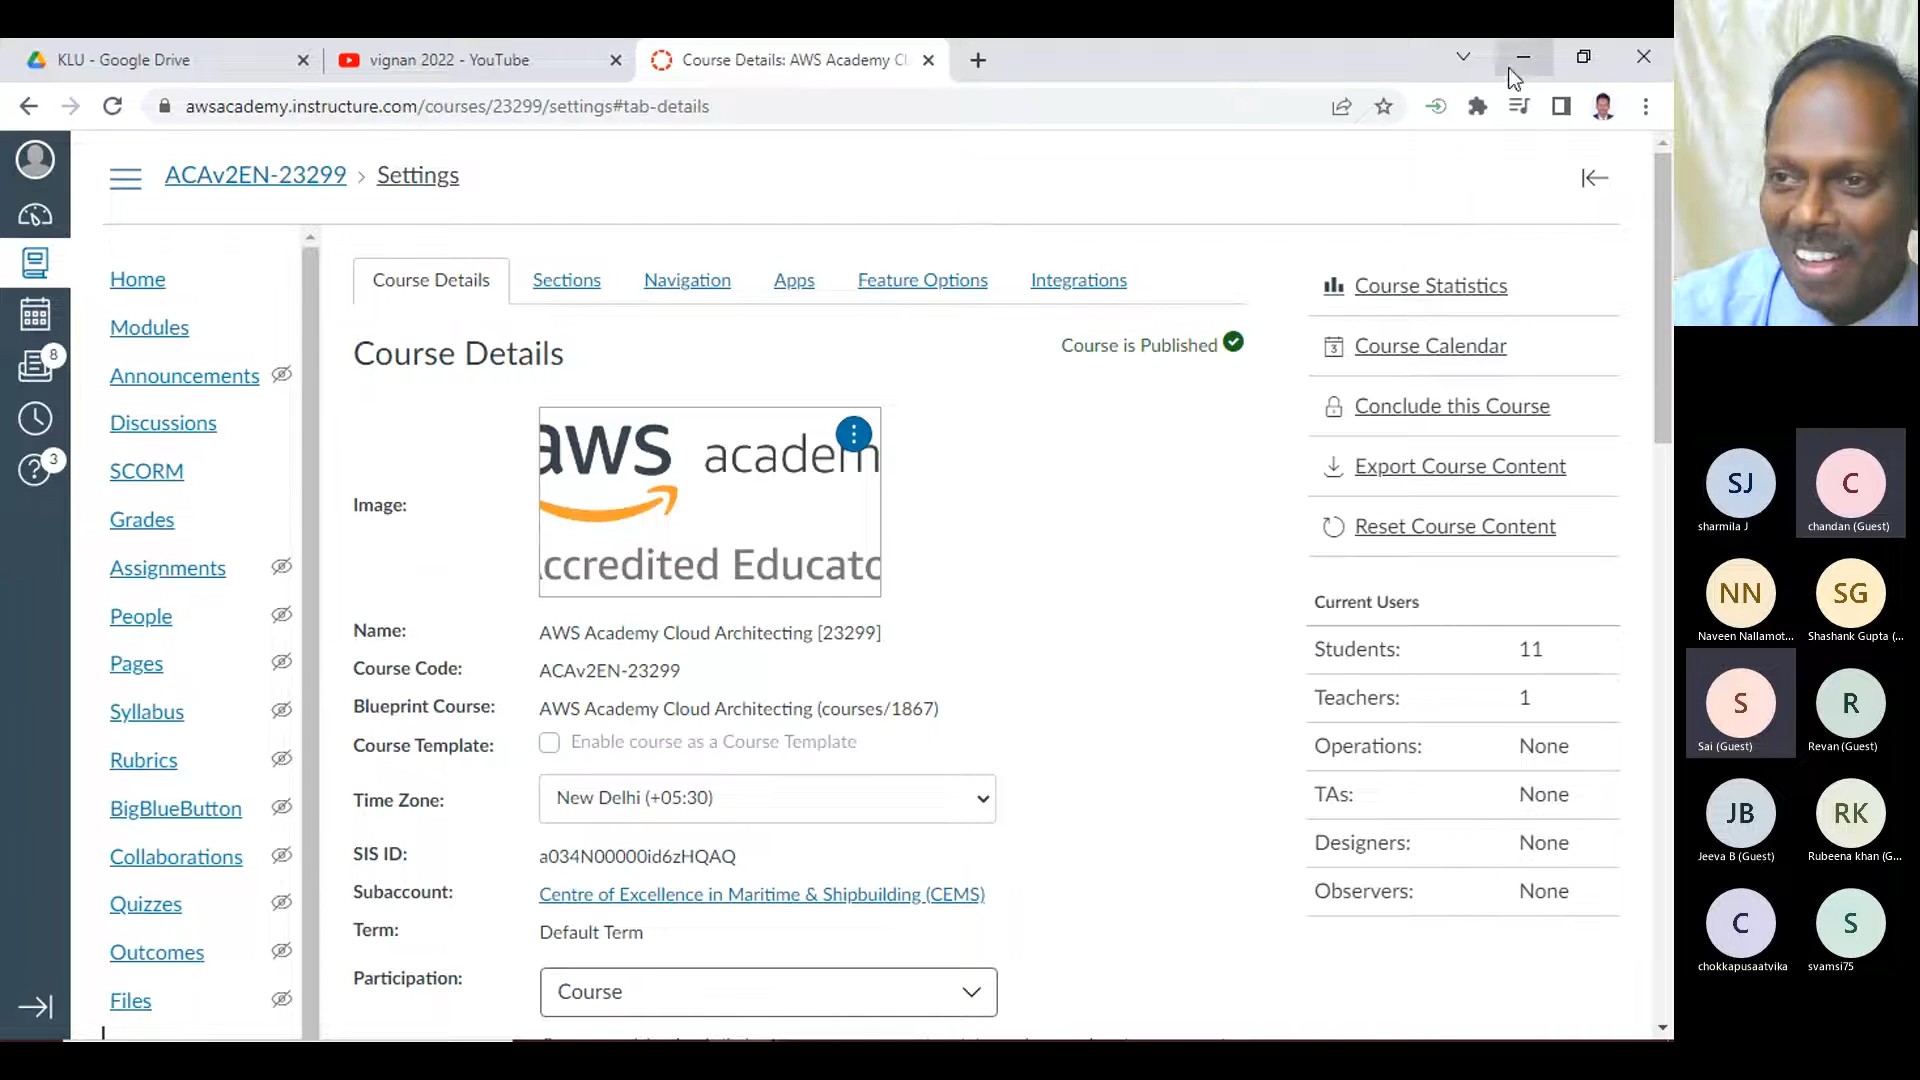 KLU - Google Drive
vignan 2022 - YouTube
Course Details: AWS Academy Cl
awsacademy.instructure.com/courses/23299/settings#tab-details
ACAv2EN-23299 > Settings
8
3
Home
Modules
Announcements
Discussions
SCORM
Grades
Assignments
People
Pages
Syllabus
Rubrics
BigBlueButton
Collaborations
Quizzes
Outcomes
Files
Course Details
Sections
Navigation
Apps
Feature Options
Integrations
Course Details
Course is Published
Image:
aws academ
ccredited Educato
Name:
AWS Academy Cloud Architecting [23299]
Course Code:
ACAv2EN-23299
Blueprint Course:
AWS Academy Cloud Architecting (courses/1867)
Course Template:
Enable course as a Course Template
Time Zone:
New Delhi (+05:30)
SIS ID:
a034N00000id6zHQAQ
Subaccount:
Centre of Excellence in Maritime & Shipbuilding (CEMS)
Term:
Default Term
Participation:
Course
Course Statistics
3
Course Calendar
Conclude this Course
Export Course Content
Reset Course Content
Current Users
Students: 11
Teachers: 1
Operations: None
TAs: None
Designers: None
Observers: None
SJ
sharmila J
C
chandan (Guest)
NN
Naveen Nallamot...
SG
Shashank Gupta (...
S
Sai (Guest)
R
Revan (Guest)
JB
Jeeva B (Guest)
RK
Rubeena khan (G...
C
chokkapusaatvika
S
svamsi75